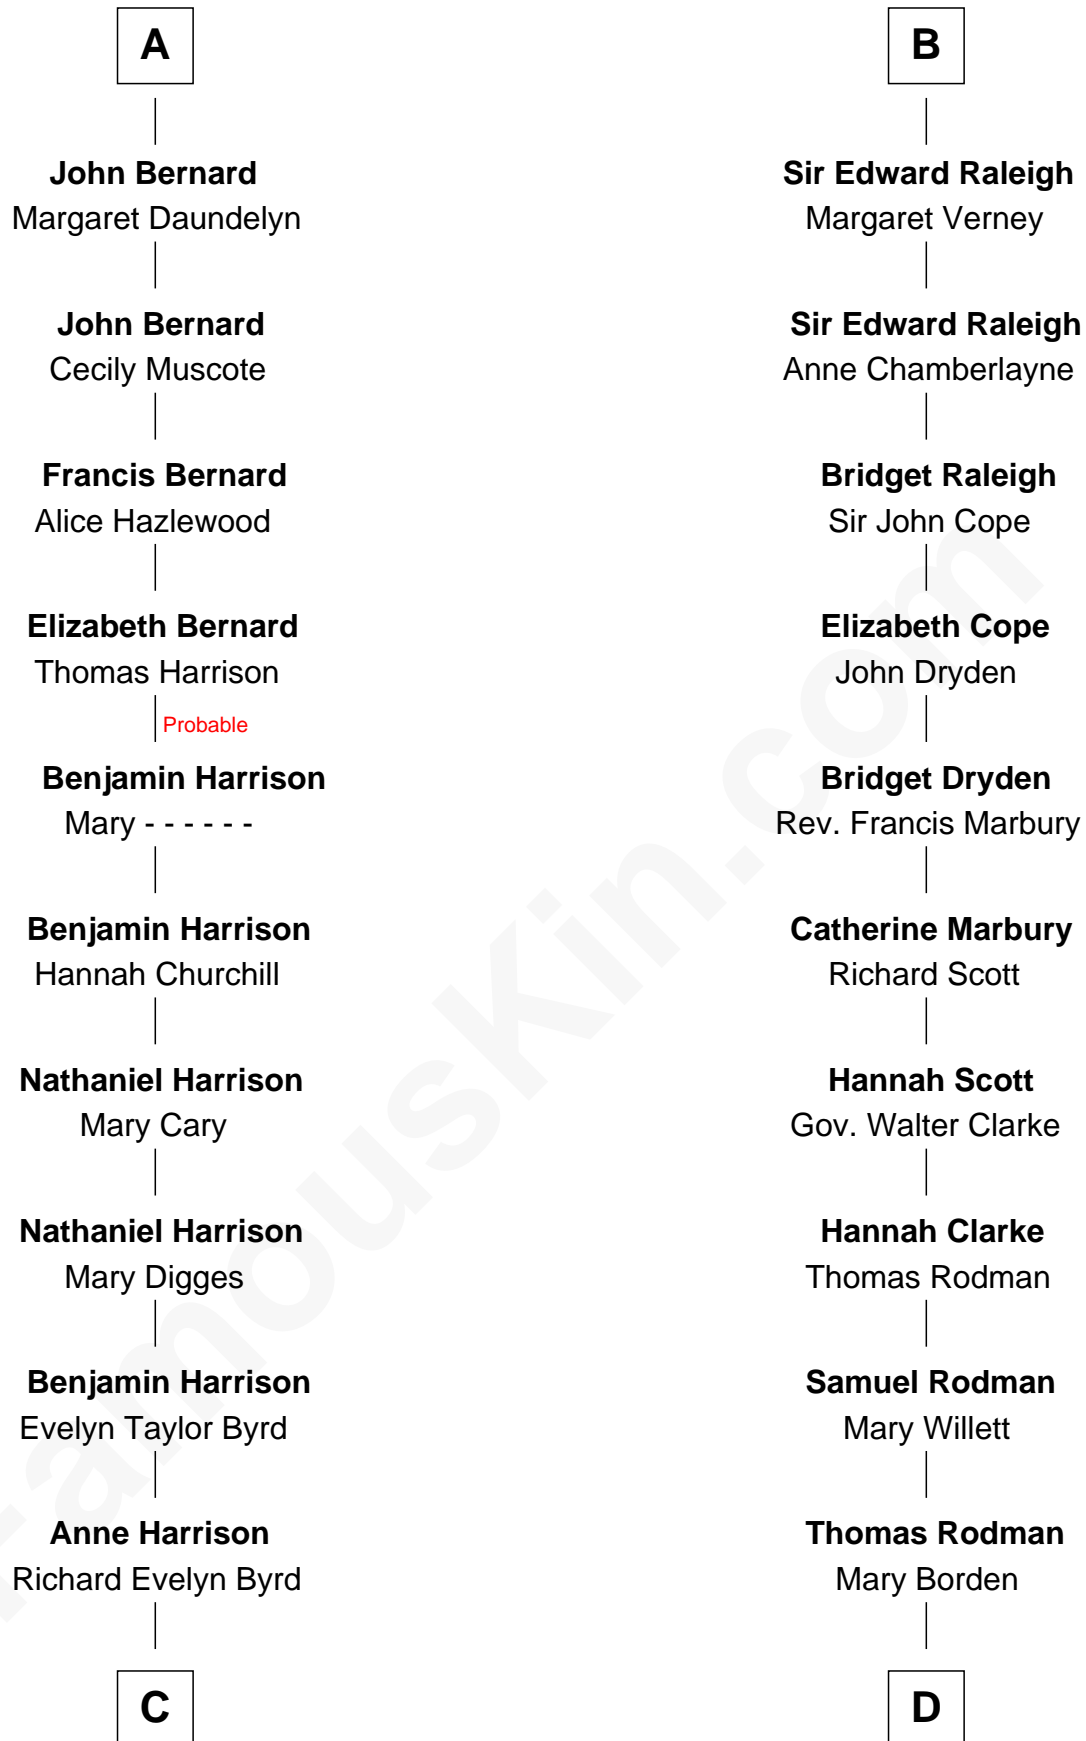 A
John Bernard
Margaret Daundelyn
John Bernard
Cecily Muscote
Francis Bernard
Alice Hazlewood
Elizabeth Bernard
Thomas Harrison
Probable
Benjamin Harrison
Mary - - - - - -
Benjamin Harrison
Hannah Churchill
Nathaniel Harrison
Mary Cary
Nathaniel Harrison
Mary Digges
Benjamin Harrison
Evelyn Taylor Byrd
Anne Harrison
Richard Evelyn Byrd
C
B
Sir Edward Raleigh
Margaret Verney
Sir Edward Raleigh
Anne Chamberlayne
Bridget Raleigh
Sir John Cope
Elizabeth Cope
John Dryden
Bridget Dryden
Rev. Francis Marbury
Catherine Marbury
Richard Scott
Hannah Scott
Gov. Walter Clarke
Hannah Clarke
Thomas Rodman
Samuel Rodman
Mary Willett
Thomas Rodman
Mary Borden
D
FamousKin.com